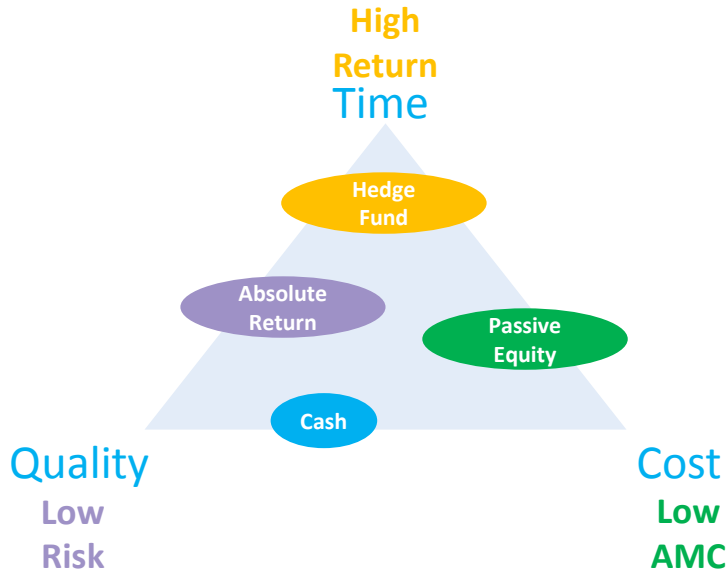 High
Return
Time
Hedge
Fund
Absolute
Return
Passive
Equity
Cash
Quality
Cost
Low
Risk
Low
AMC